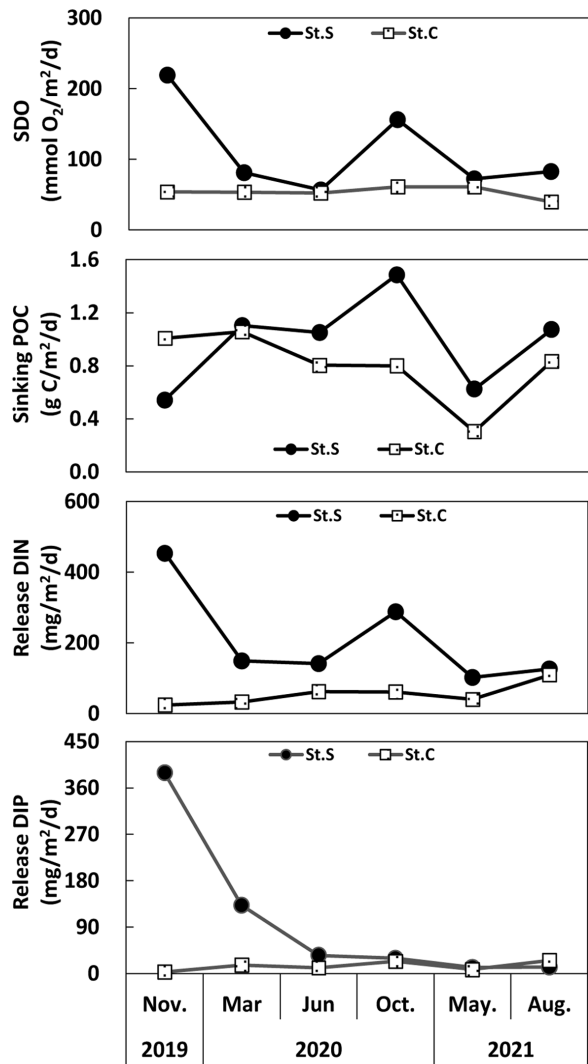 300
St.S St.C
200
100
0
SDO
(mmol O₂/m²/d)
1.6
1.2
0.8
0.4
0.0
Sinking POC
(g C/m²/d)
St.S St.C
600
St.S St.C
400
200
0
Release DIN
(mg/m²/d)
450
St.S St.C
360
270
180
90
0
Release DIP
(mg/m²/d)
Nov. Mar Jun Oct. May. Aug.
2019 2020 2021